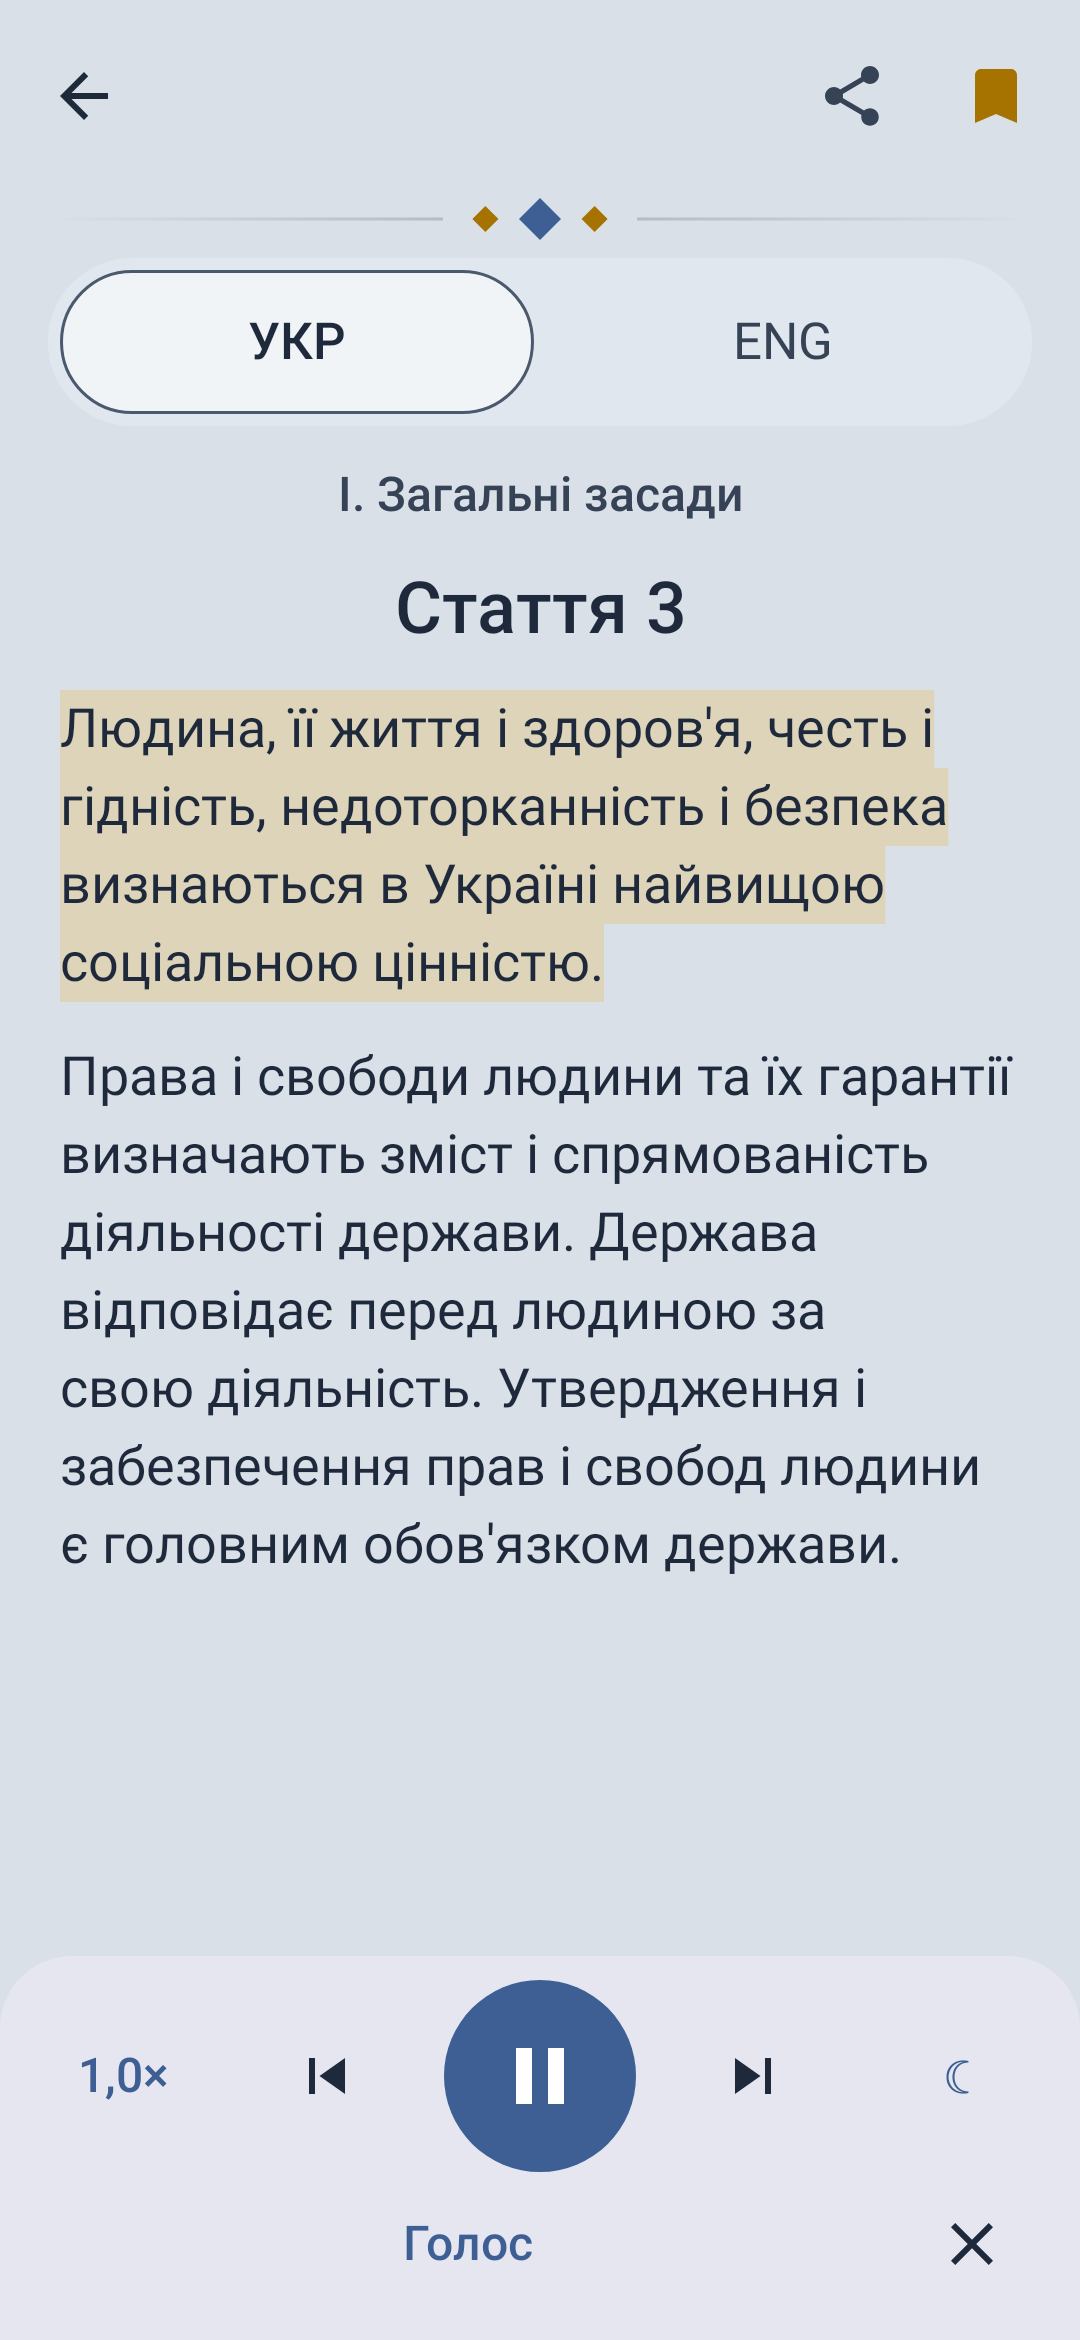 УКР
ENG
I. Загальні засади
Стаття 3
Людина, її життя і здоров'я, честь і
гідність, недоторканність і безпека
визнаються в Україні найвищою
соціальною цінністю.
Права і свободи людини та їх гарантії
визначають зміст і спрямованість
діяльності держави. Держава
відповідає перед людиною за
свою діяльність. Утвердження і
забезпечення прав і свобод людини
є головним обов'язком держави.
1,0×
Голос